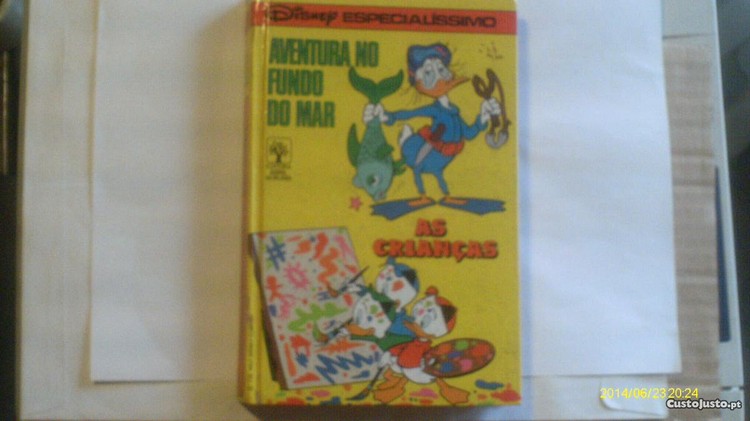 Disney ESPECIALÍSSIMO
AVENTURA NO
FUNDO
DO MAR
AS
CRIANÇAS
2014/06/23 20:24
CustoJusto.pt